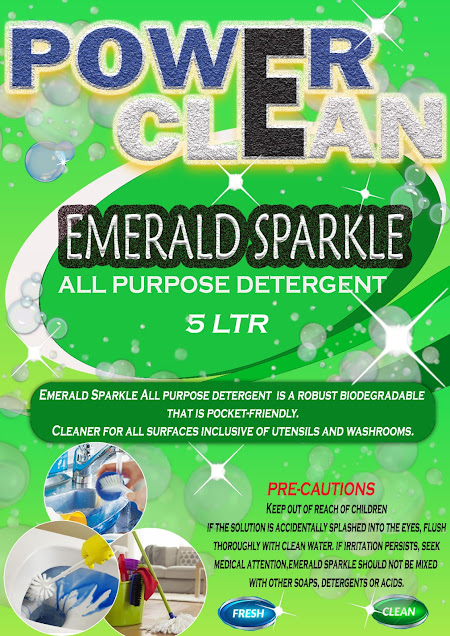 POWER
CLEAN
EMERALD SPARKLE
ALL PURPOSE DETERGENT
5 LTR
EMERALD SPARKLE ALL PURPOSE DETERGENT IS A ROBUST BIODEGRADABLE
THAT IS POCKET-FRIENDLY.
CLEANER FOR ALL SURFACES INCLUSIVE OF UTENSILS AND WASHROOMS.
PRE-CAUTIONS
KEEP OUT OF REACH OF CHILDREN
IF THE SOLUTION IS ACCIDENTALLY SPLASHED INTO THE EYES, FLUSH
THOROUGHLY WITH CLEAN WATER. IF IRRITATION PERSISTS, SEEK
MEDICAL ATTENTION,EMERALD SPARKLE SHOULD NOT BE MIXED
WITH OTHER SOAPS, DETERGENTS OR ACIDS.
FRESH
CLEAN